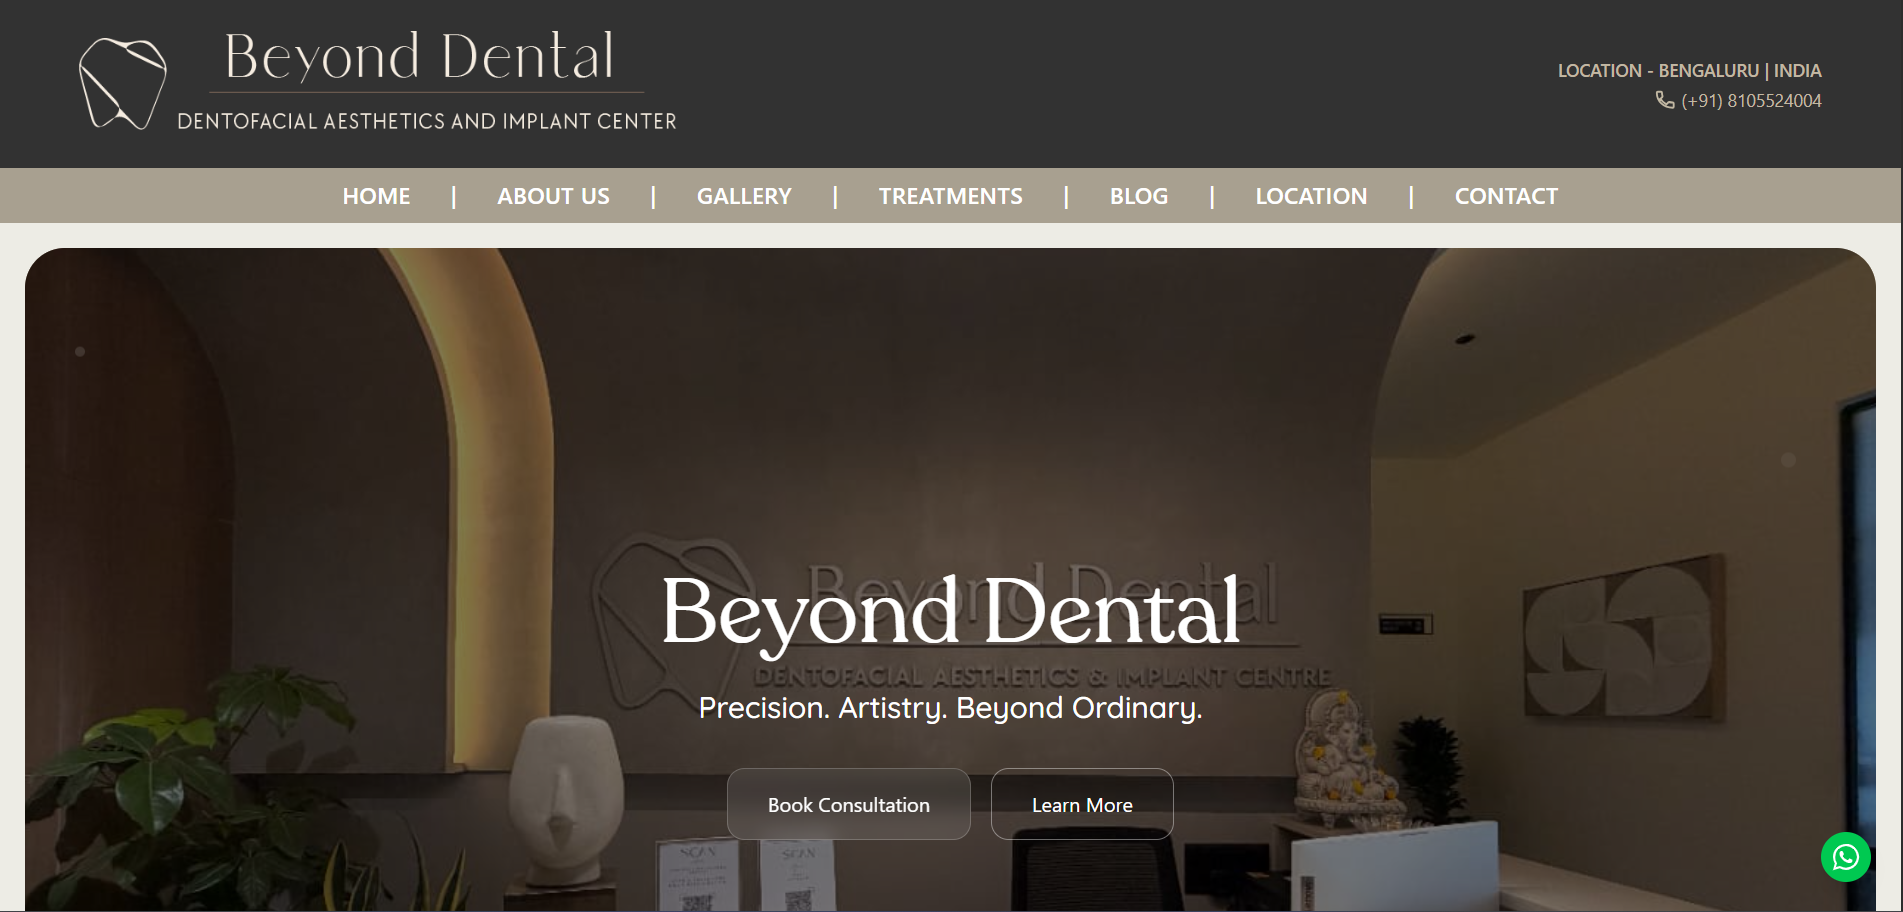 Beyond Dental
DENTOFACIAL AESTHETICS AND IMPLANT CENTER
LOCATION - BENGALURU | INDIA
(+91) 8105524004
HOME | ABOUT US | GALLERY | TREATMENTS | BLOG | LOCATION | CONTACT
Beyond Dental
DENTOFACIAL AESTHETICS & IMPLANT CENTRE
Beyond Dental
Precision. Artistry. Beyond Ordinary.
Book Consultation
Learn More
SCAN
SCAN